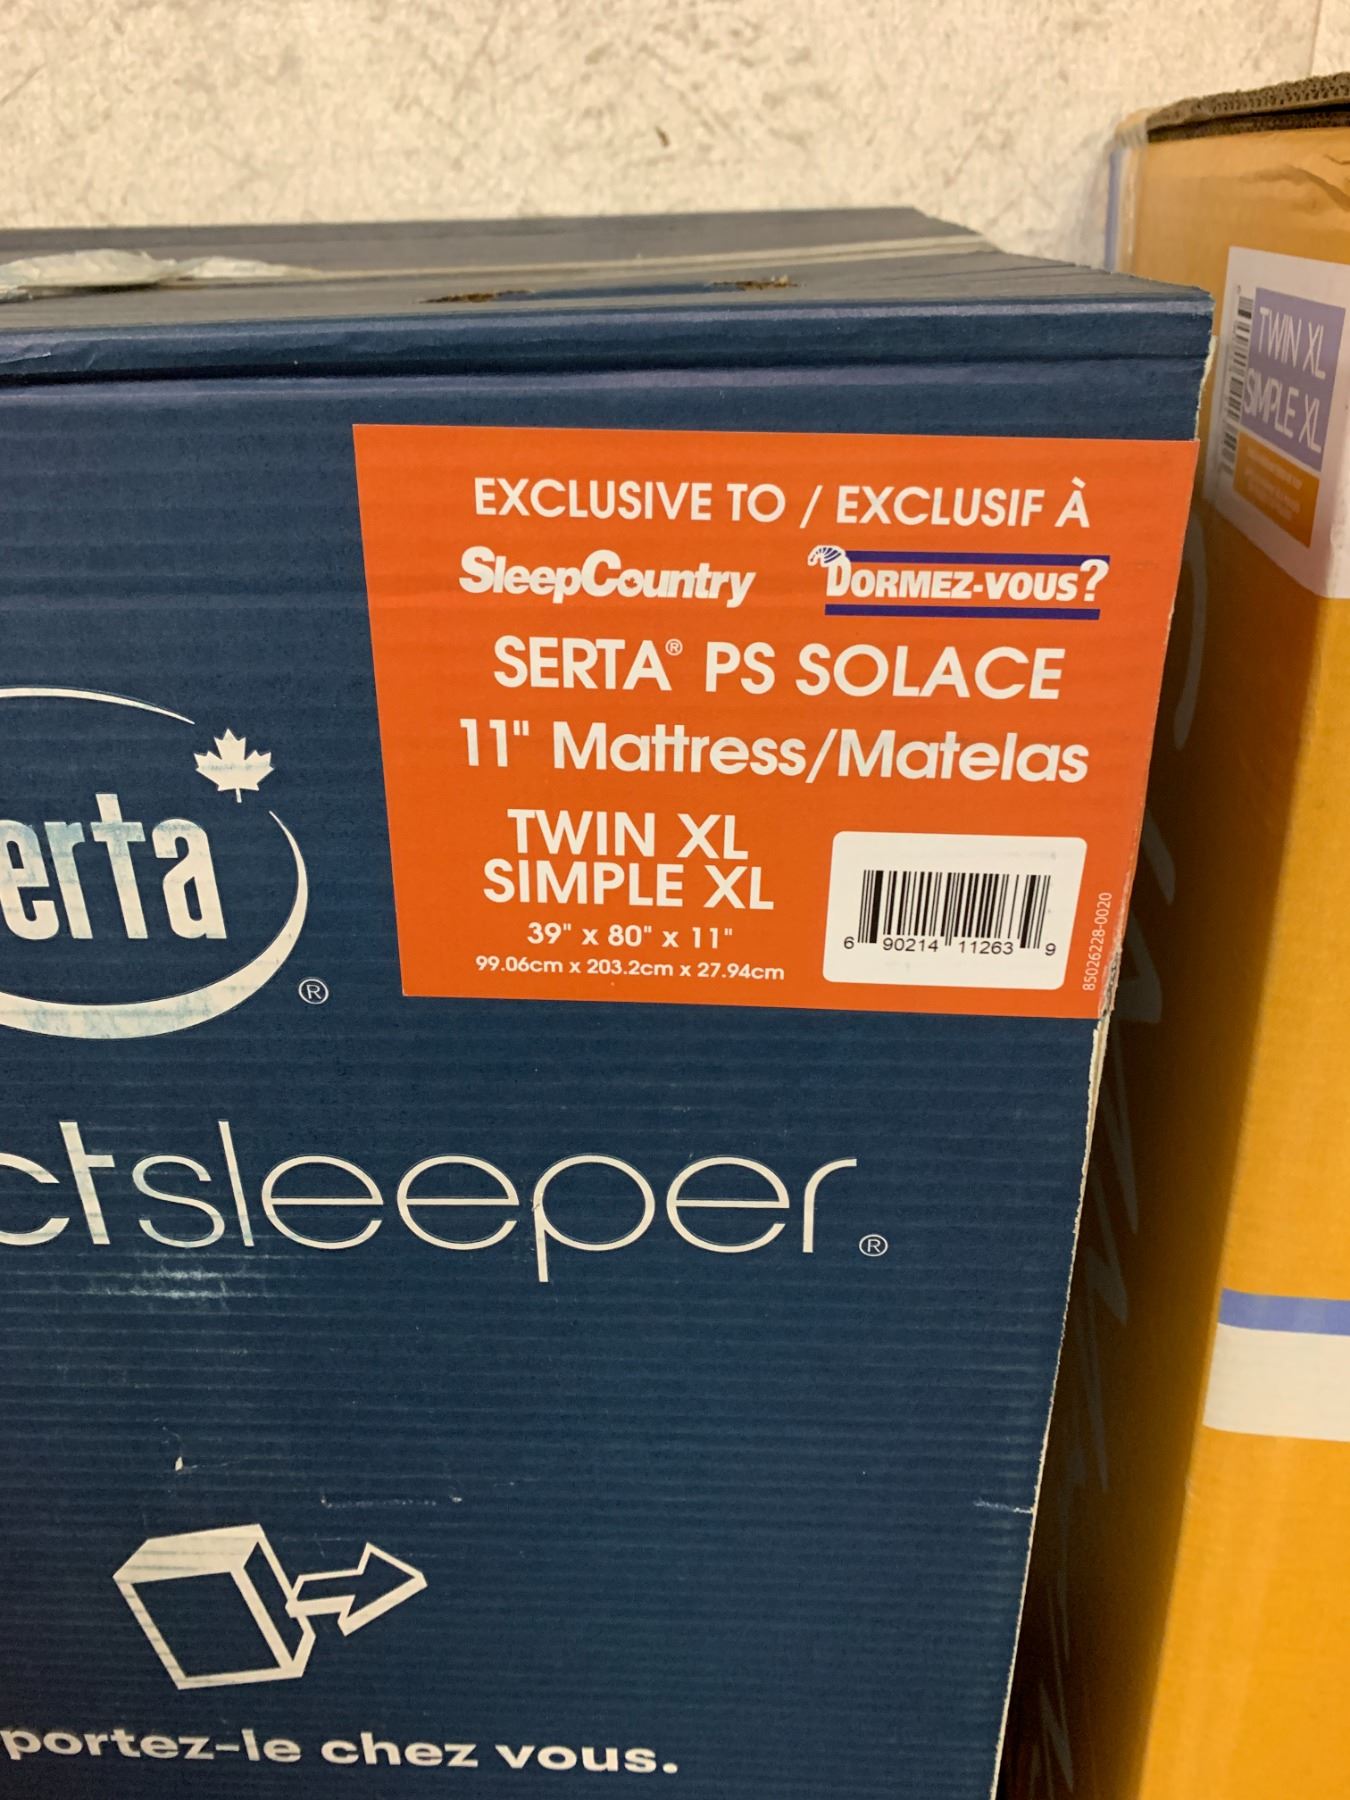 EXCLUSIVE TO / EXCLUSIF À
SleepCountry DORMEZ-VOUS?
SERTA® PS SOLACE
11" Mattress/Matelas
TWIN XL
SIMPLE XL
39" x 80" x 11"
99.06cm x 203.2cm x 27.94cm
6 90214 11263 9
85026228-0020
erta
®
ctsleeper®
portez-le chez vous.
TWIN XL
SIMPLE XL